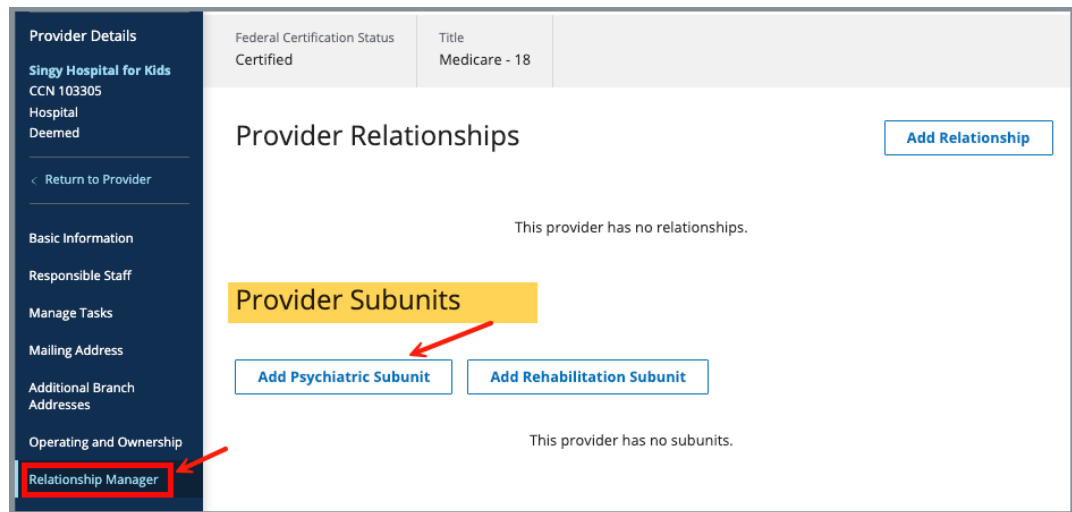 Provider Details
Singy Hospital for Kids
CCN 103305
Hospital
Deemed
< Return to Provider
Basic Information
Responsible Staff
Manage Tasks
Mailing Address
Additional Branch
Addresses
Operating and Ownership
Relationship Manager
Federal Certification Status
Certified
Title
Medicare - 18
Provider Relationships
Add Relationship
This provider has no relationships.
Provider Subunits
Add Psychiatric Subunit
Add Rehabilitation Subunit
This provider has no subunits.